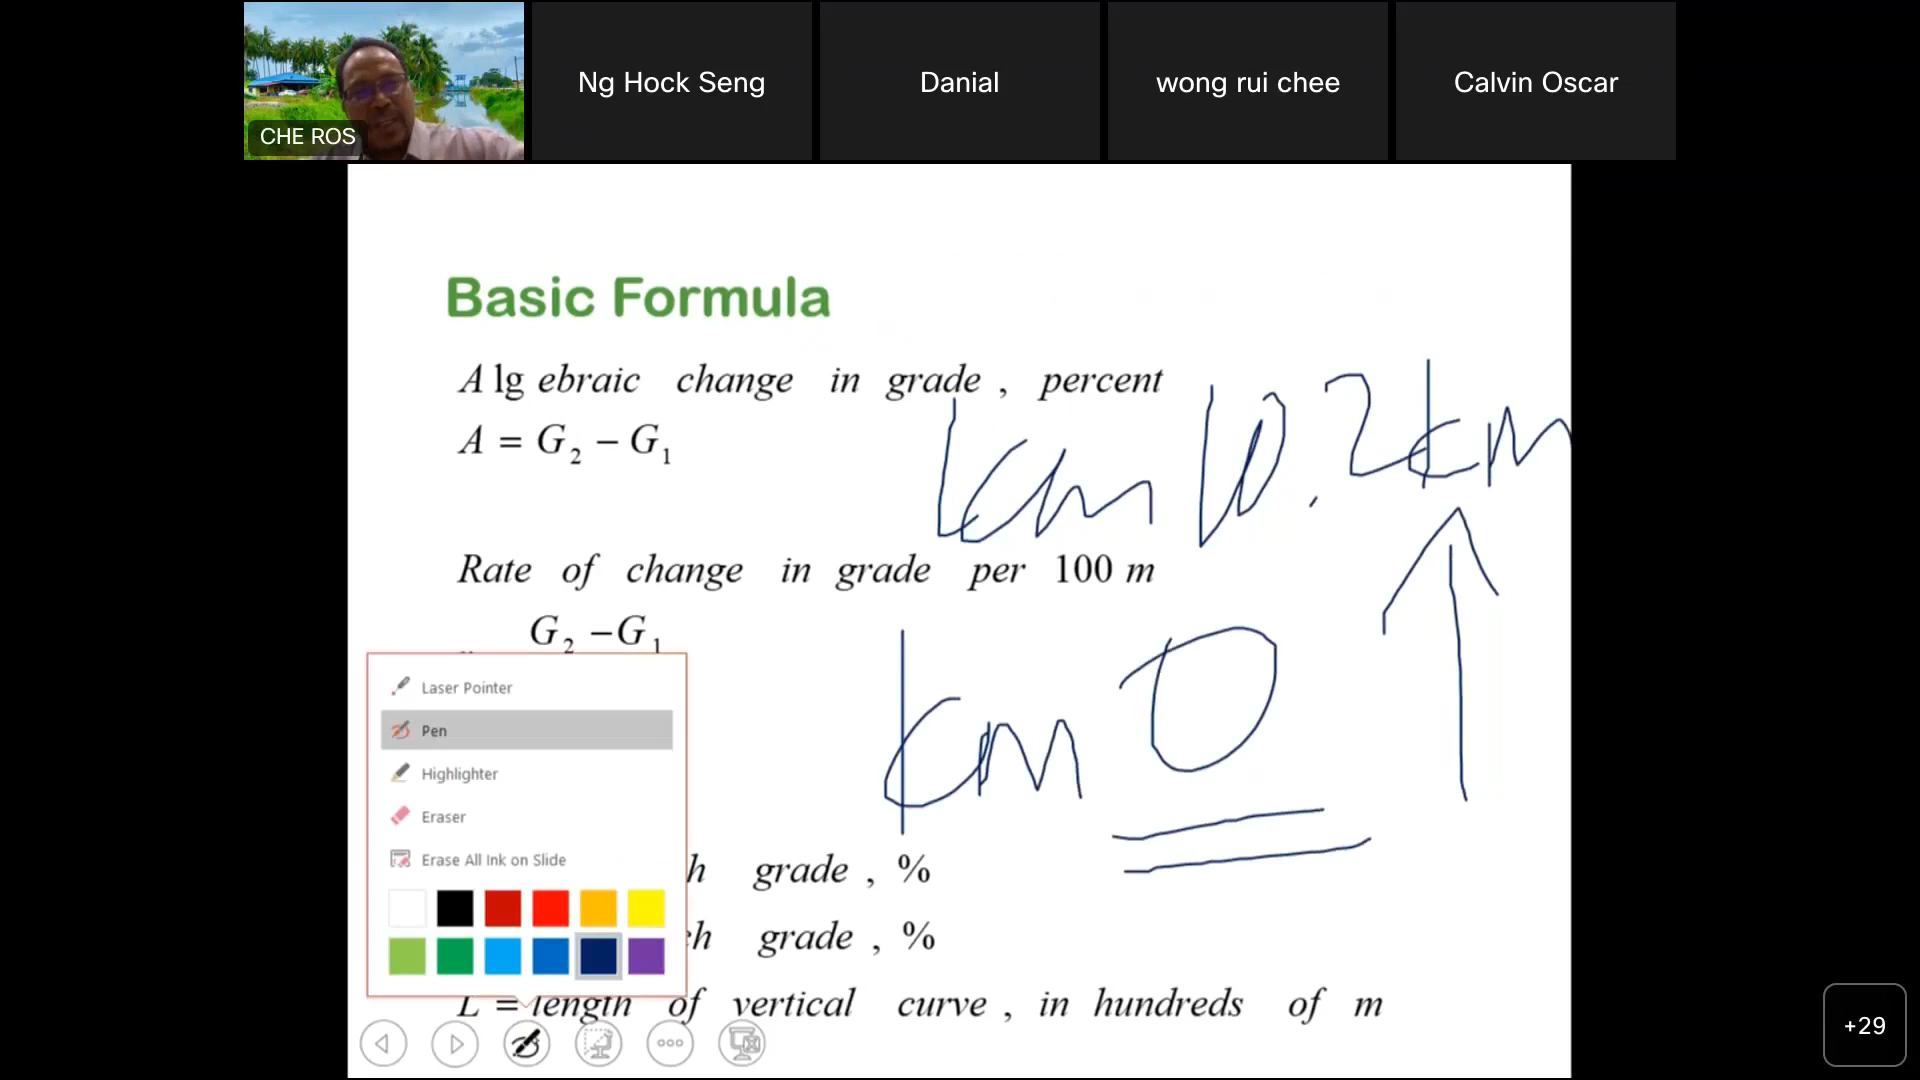 Ng Hock Seng
Danial
wong rui chee
Calvin Oscar
CHE ROS
Basic Formula
A lg ebraic change in grade , percent
A = G₂ − G₁
km 10.2km
Rate of change in grade per 100 m
G₂ − G₁
km 0
Laser Pointer
Pen
Highlighter
Eraser
Erase All Ink on Slide
h grade , %
h grade , %
L = length of vertical curve , in hundreds of m
+29